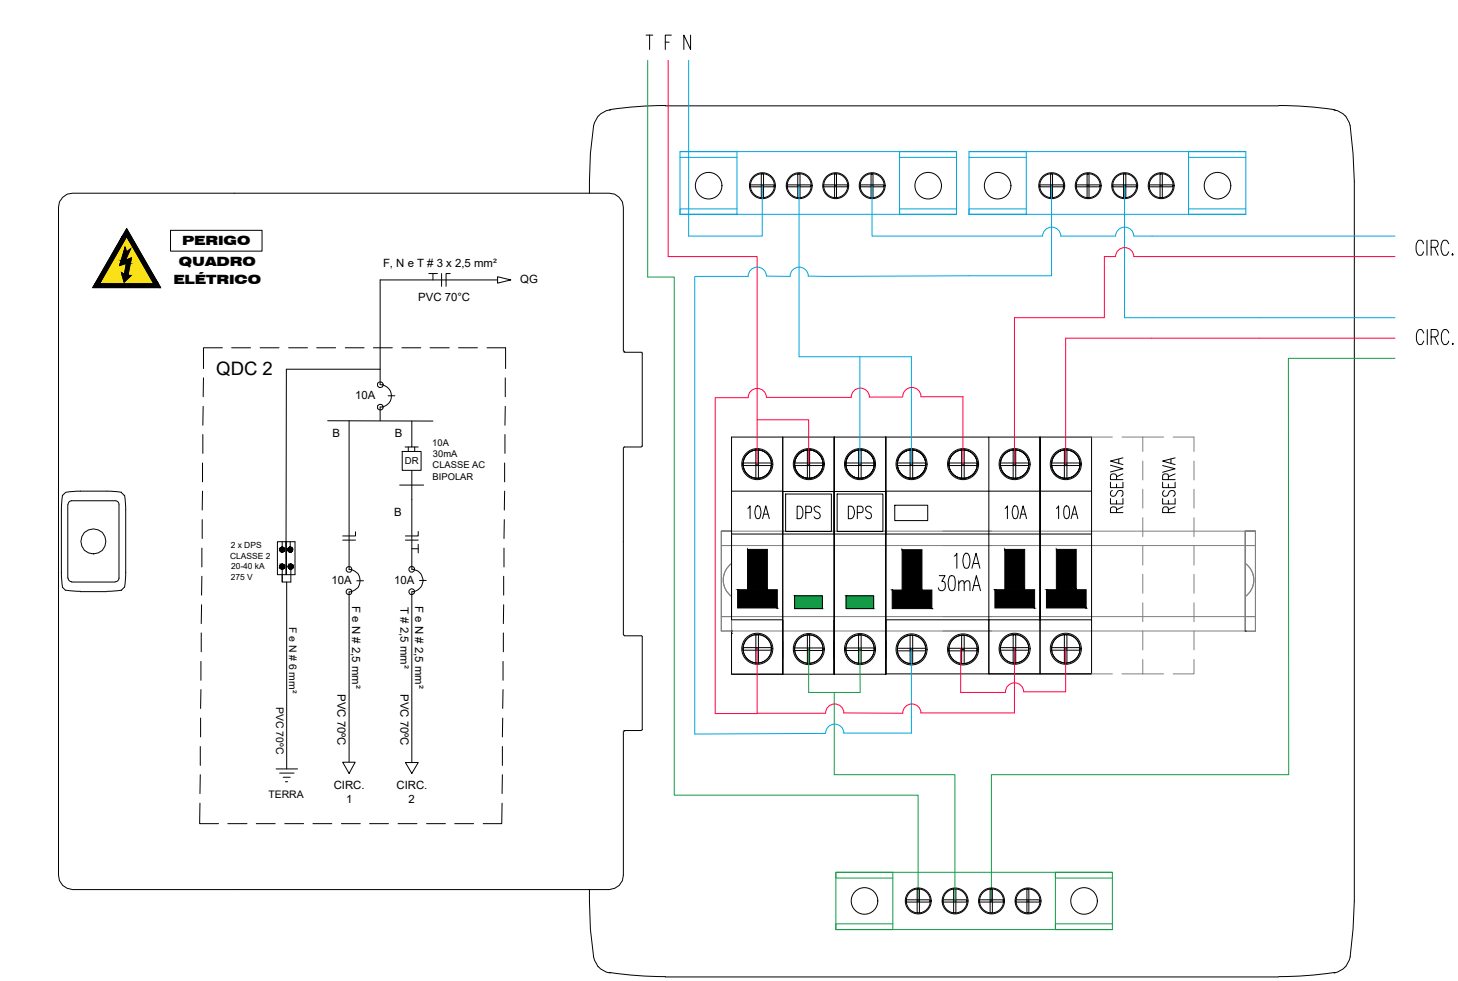 T F N
PERIGO
QUADRO
ELÉTRICO
F, N e T # 3 x 2,5 mm²
QG
PVC 70°C
QDC 2
10A
B
B
10A
30mA
CLASSE AC
BIPOLAR
DR
B
2 x DPS
CLASSE 2
20-40 kA
275 V
10A
10A
F e N # 6 mm²
PVC 70ºC
F e N # 2,5 mm²
PVC 70ºC
F e N # 2,5 mm²
T # 2,5 mm²
PVC 70ºC
TERRA
CIRC.
1
CIRC.
2
CIRC.
CIRC.
10A
DPS
DPS
10A
10A
RESERVA
RESERVA
10A
30mA